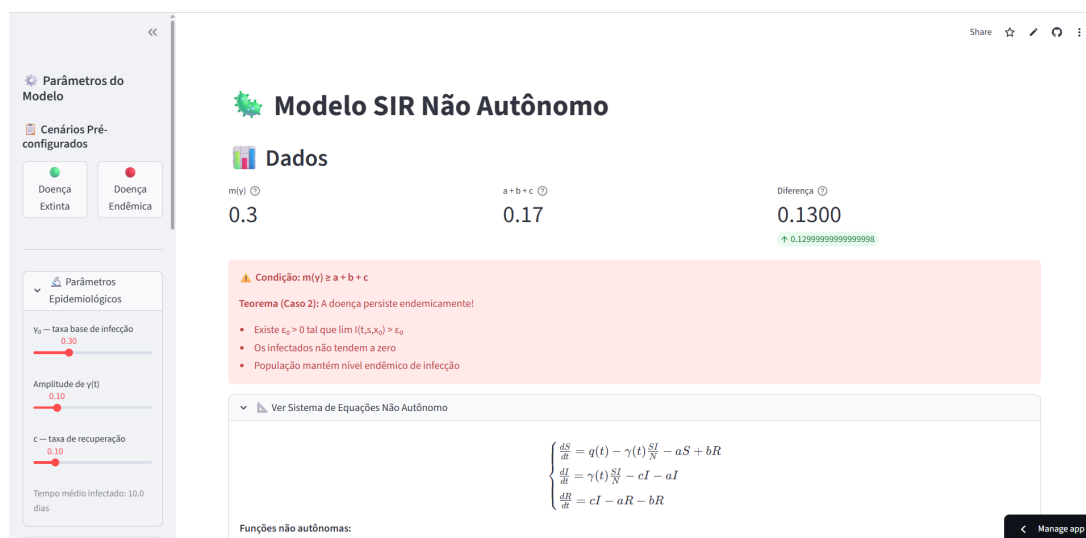 Share
Parâmetros do
Modelo
Cenários Pré-
configurados
Doença
Extinta
Doença
Endêmica
Parâmetros
Epidemiológicos
γ₀ — taxa base de infecção
0.30
Amplitude de γ(t)
0.10
c — taxa de recuperação
0.10
Tempo médio infectado: 10.0
dias
Modelo SIR Não Autônomo
Dados
m(γ)
0.3
a + b + c
0.17
Diferença
0.1300
↑ 0.12999999999999998
Condição: m(γ) ≥ a + b + c
Teorema (Caso 2): A doença persiste endemicamente!
• Existe ε₀ > 0 tal que lim I(t,s,x₀) > ε₀
• Os infectados não tendem a zero
• População mantém nível endêmico de infecção
Ver Sistema de Equações Não Autônomo
dS/dt = q(t) − γ(t) SI/N − aS + bR
dI/dt = γ(t) SI/N − cI − aI
dR/dt = cI − aR − bR
Funções não autônomas:
Manage app